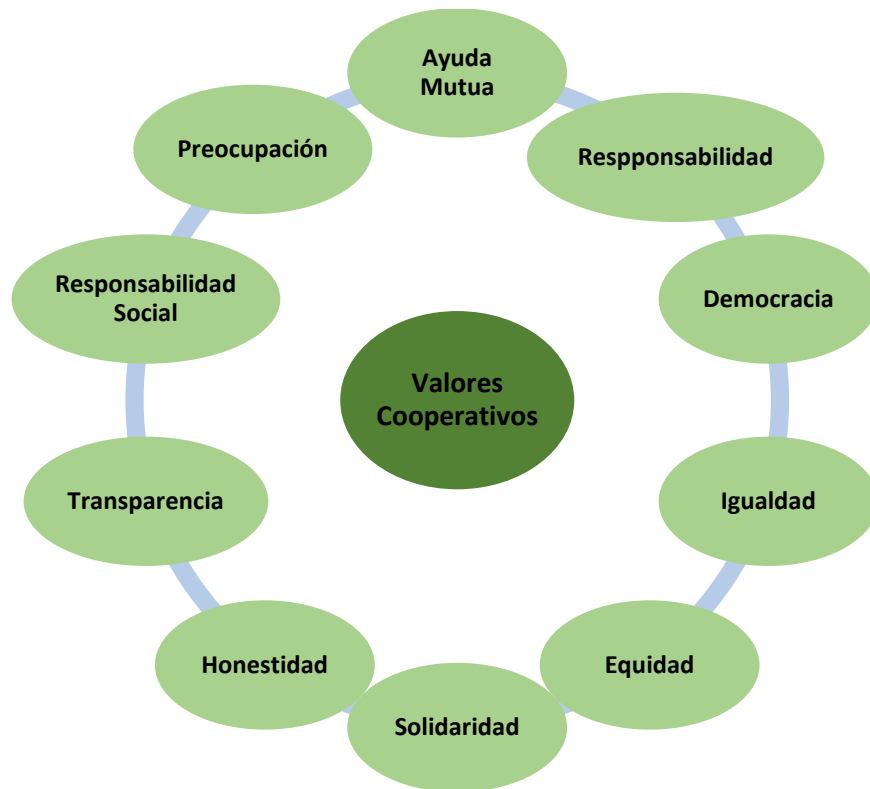 Ayuda
Mutua
Respponsabilidad
Democracia
Igualdad
Equidad
Solidaridad
Honestidad
Transparencia
Responsabilidad
Social
Preocupación
Valores
Cooperativos